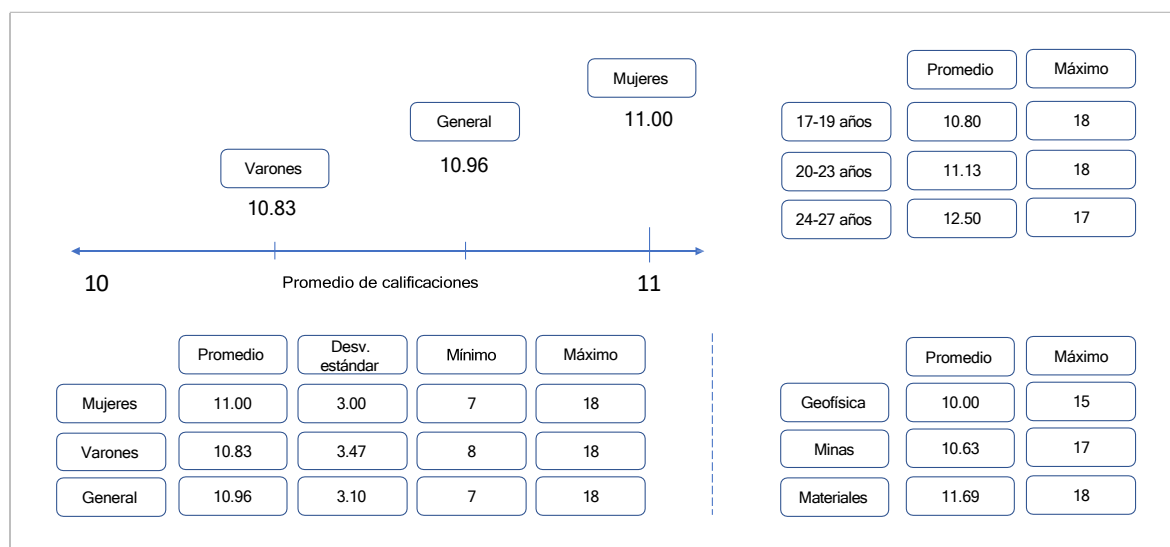 Mujeres
11.00
General
10.96
Varones
10.83
10
Promedio de calificaciones
11
Promedio Máximo
17-19 años 10.80 18
20-23 años 11.13 18
24-27 años 12.50 17
Promedio Desv. estándar Mínimo Máximo
Mujeres 11.00 3.00 7 18
Varones 10.83 3.47 8 18
General 10.96 3.10 7 18
Promedio Máximo
Geofísica 10.00 15
Minas 10.63 17
Materiales 11.69 18